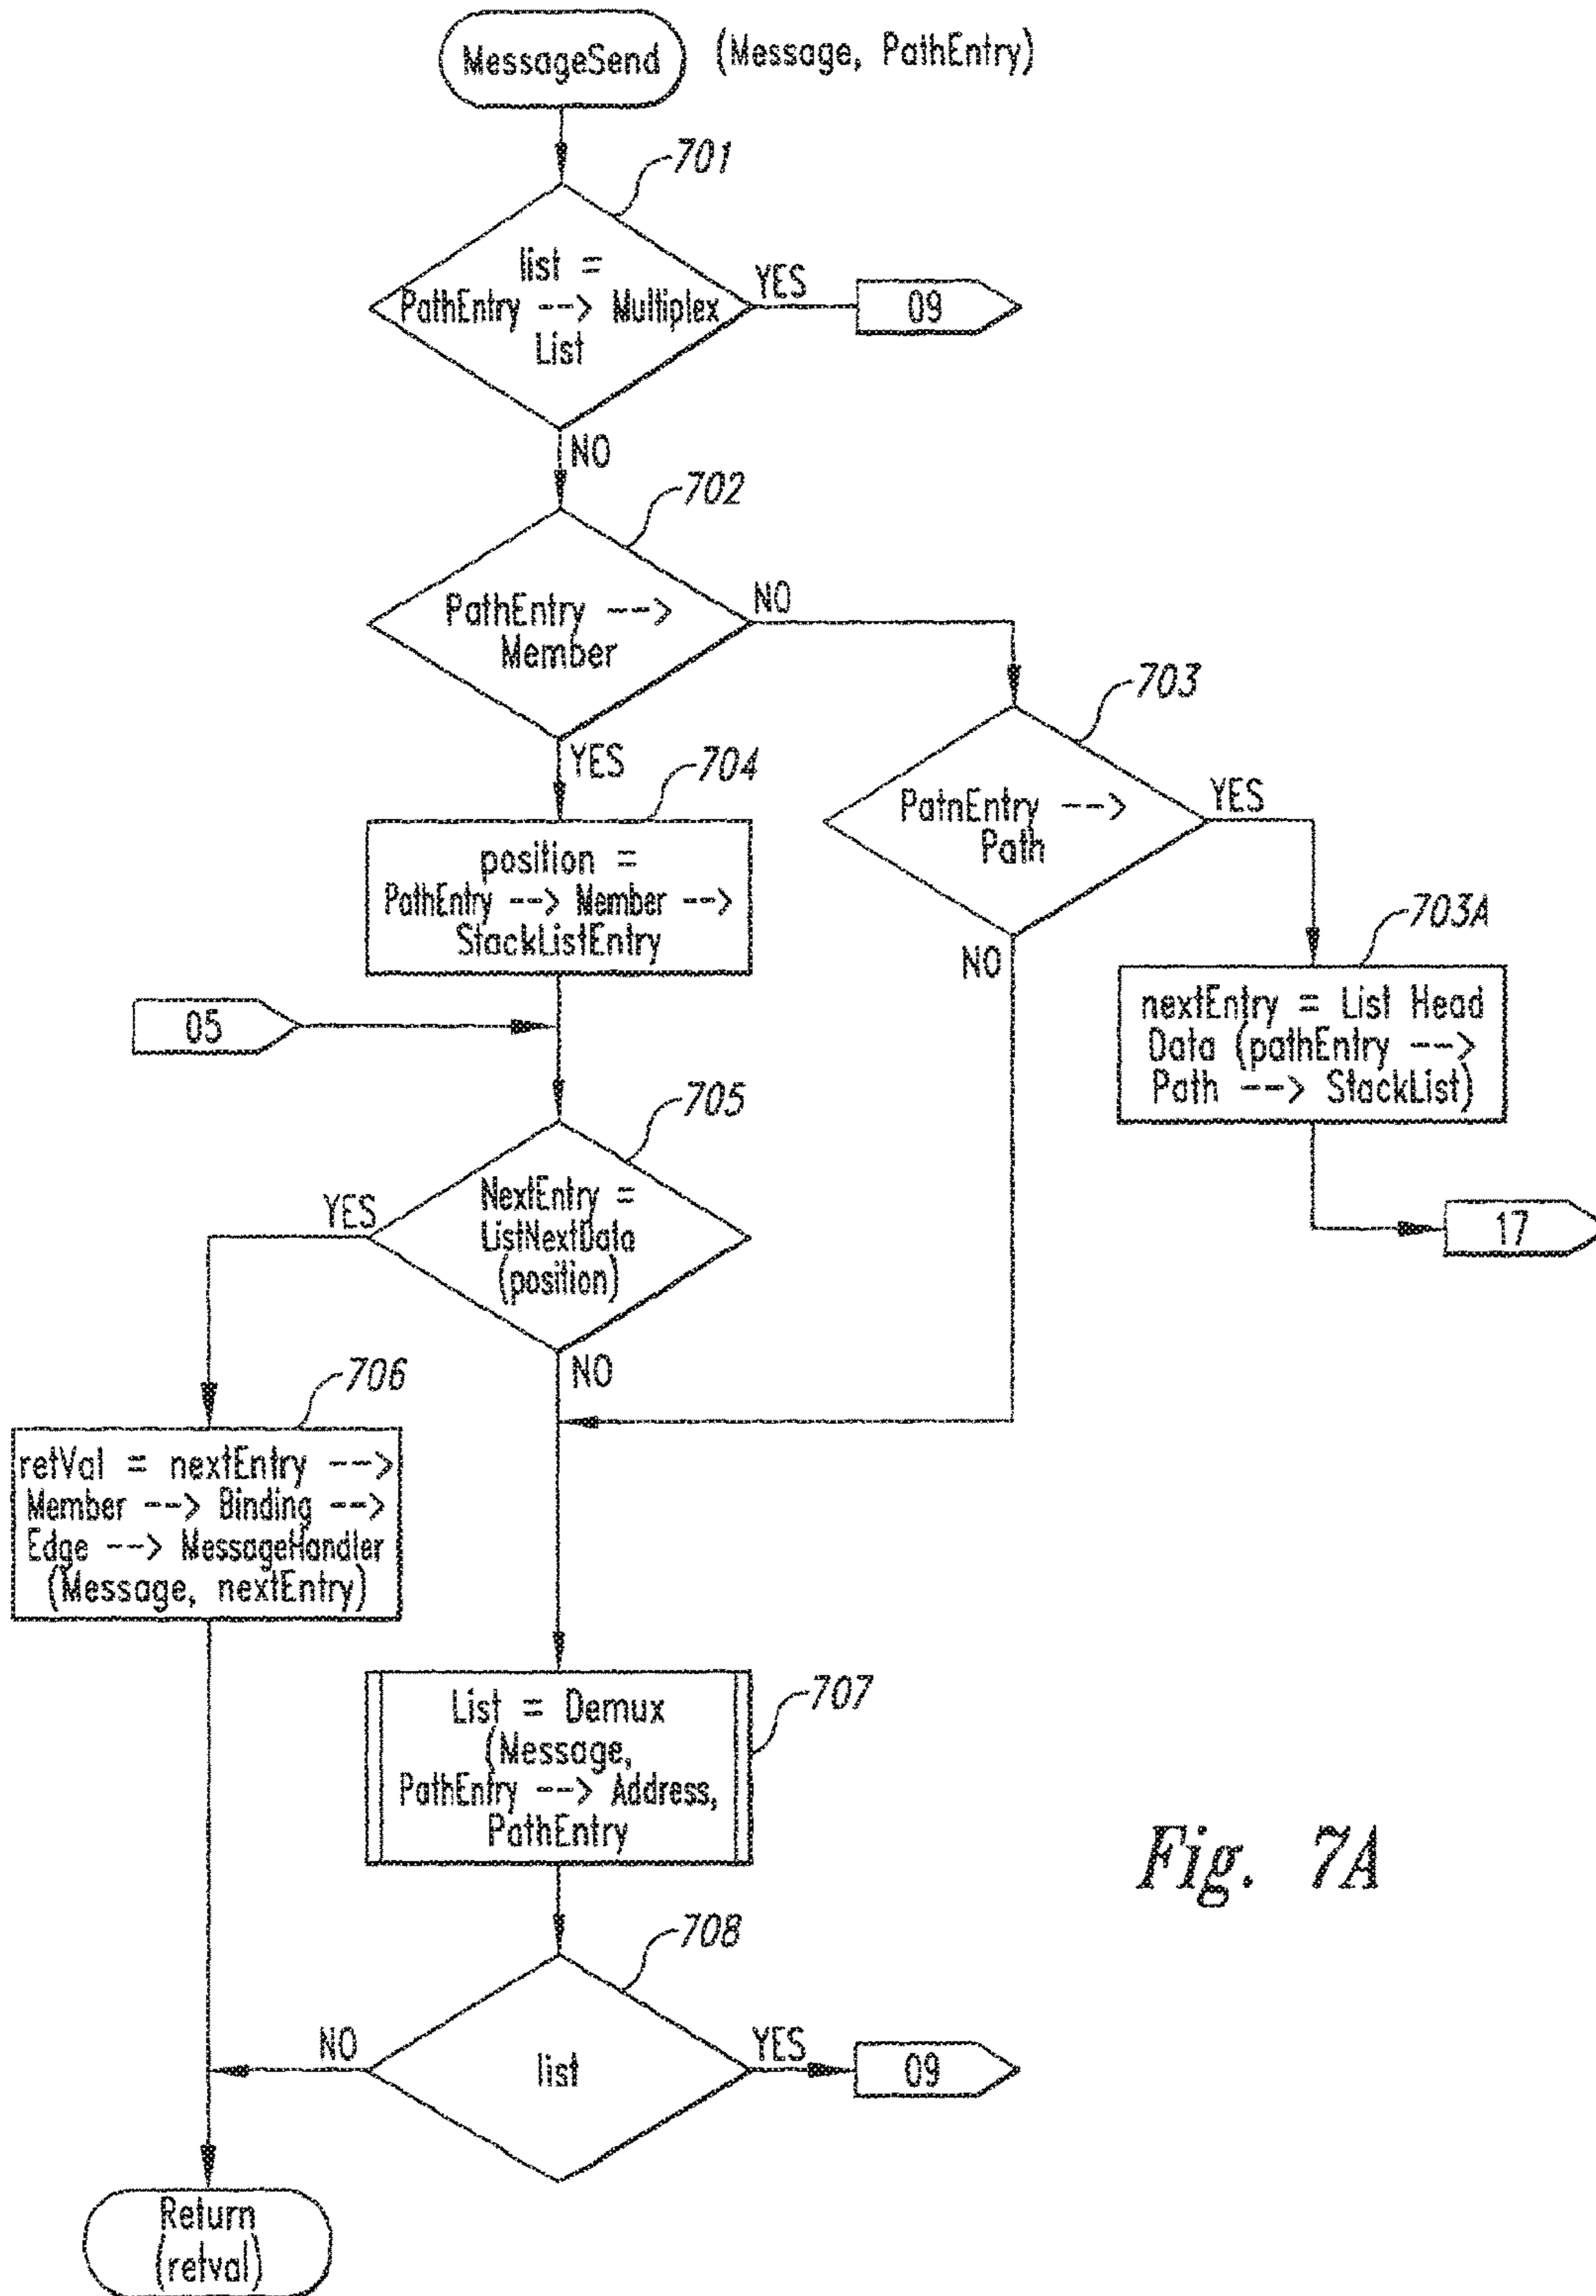 MessageSend (Message, PathEntry)
701
list =
PathEntry --> Multiplex
List
YES
09
NO
702
PathEntry -->
Member
NO
703
YES
PatnEntry -->
Path
YES
NO
704
position =
PathEntry --> Member -->
StackListEntry
703A
nextEntry = List Head
Data (pathEntry -->
Path --> StackList)
05
17
705
NextEntry =
ListNextData
(position)
YES
NO
706
retVal = nextEntry -->
Member --> Binding -->
Edge --> MessageHandler
(Message, nextEntry)
707
List = Demux
(Message,
PathEntry --> Address,
PathEntry
Fig. 7A
708
list
NO
YES
09
Return
(retval)